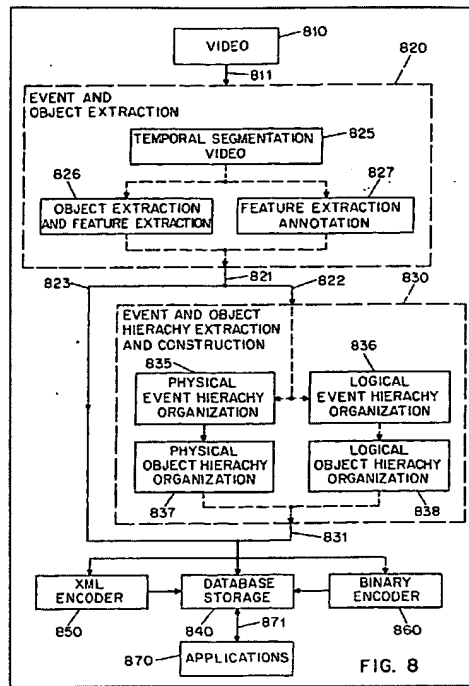 VIDEO
810
811
820
EVENT AND
OBJECT EXTRACTION
TEMPORAL SEGMENTATION
VIDEO
825
826
827
OBJECT EXTRACTION
AND FEATURE EXTRACTION
FEATURE EXTRACTION
ANNOTATION
821
822
823
830
EVENT AND OBJECT
HIERACHY EXTRACTION
AND CONSTRUCTION
835
836
PHYSICAL
EVENT HIERACHY
ORGANIZATION
LOGICAL
EVENT HIERACHY
ORGANIZATION
PHYSICAL
OBJECT HIERACHY
ORGANIZATION
LOGICAL
OBJECT HIERACHY
ORGANIZATION
837
838
831
XML
ENCODER
DATABASE
STORAGE
BINARY
ENCODER
850
840
871
860
870
APPLICATIONS
FIG. 8